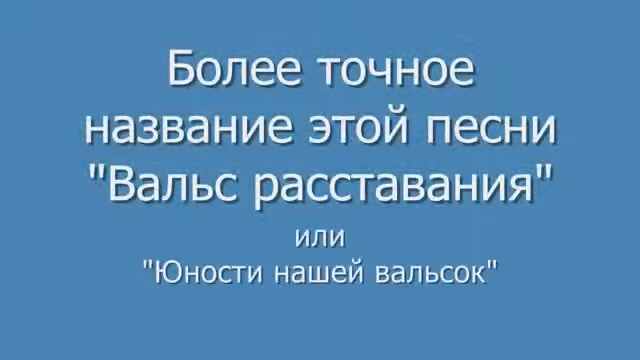 Более точное
название этой песни
"Вальс расставания"
или
"Юности нашей вальсок"